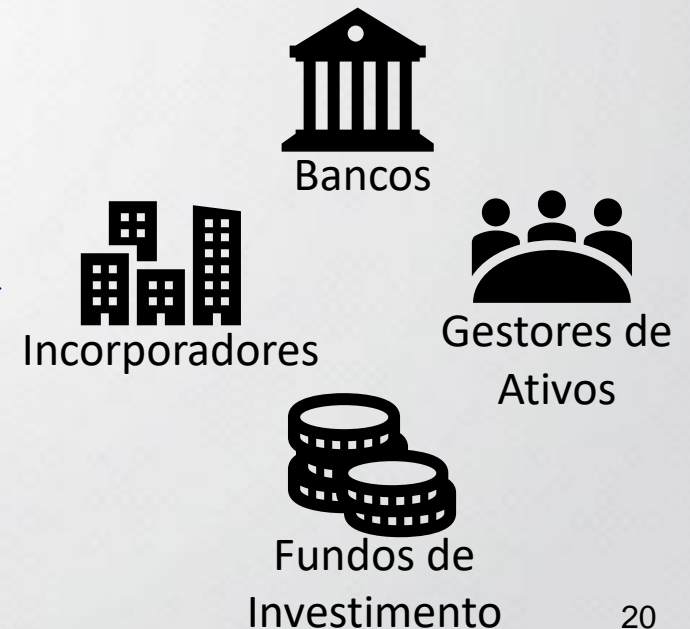 Bancos
Incorporadores
Gestores de
Ativos
Fundos de
Investimento
20